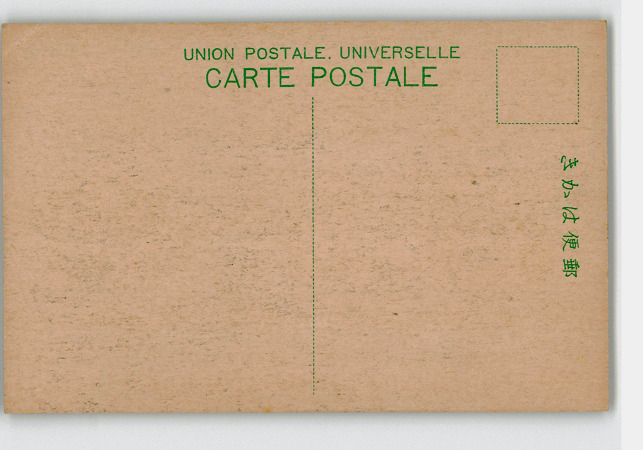 UNION POSTALE. UNIVERSELLE
CARTE POSTALE
郵便はかき